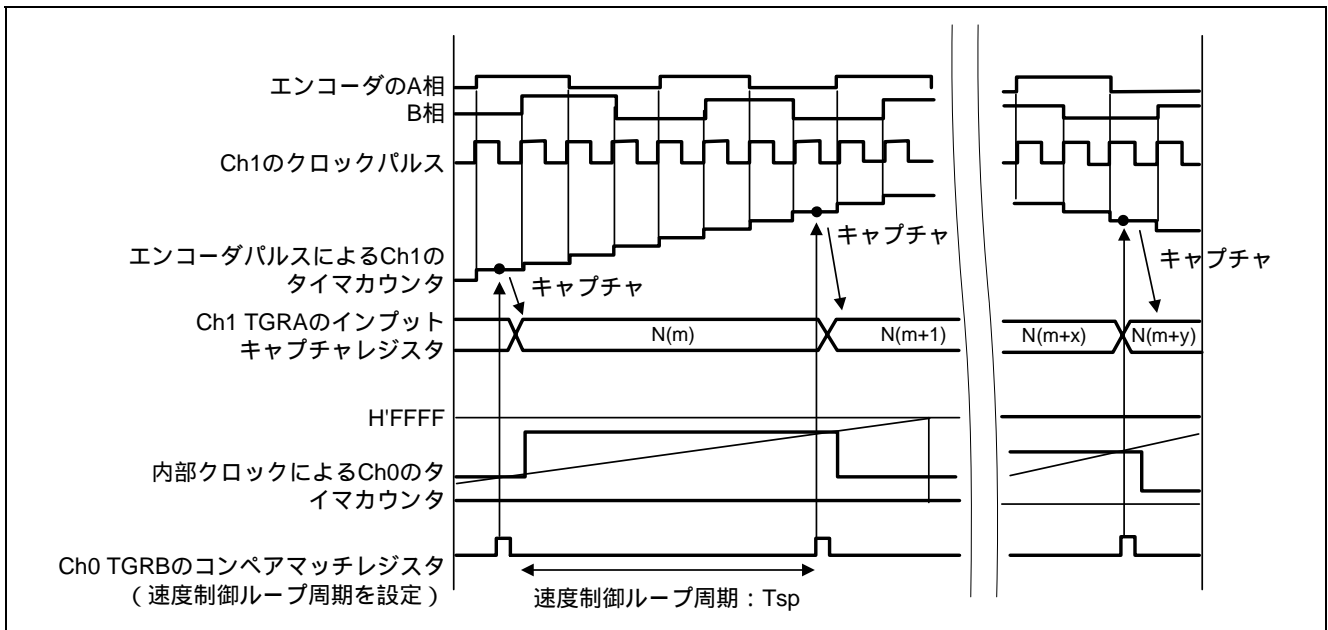 エンコーダのA相
B相
Ch1のクロックパルス
エンコーダパルスによるCh1の
タイマカウンタ
キャプチャ
キャプチャ
キャプチャ
Ch1 TGRAのインプット
キャプチャレジスタ
N(m)
N(m+1)
N(m+x)
N(m+y)
H'FFFF
内部クロックによるCh0のタ
イマカウンタ
Ch0 TGRBのコンペアマッチレジスタ
(速度制御ループ周期を設定)
速度制御ループ周期：Tsp